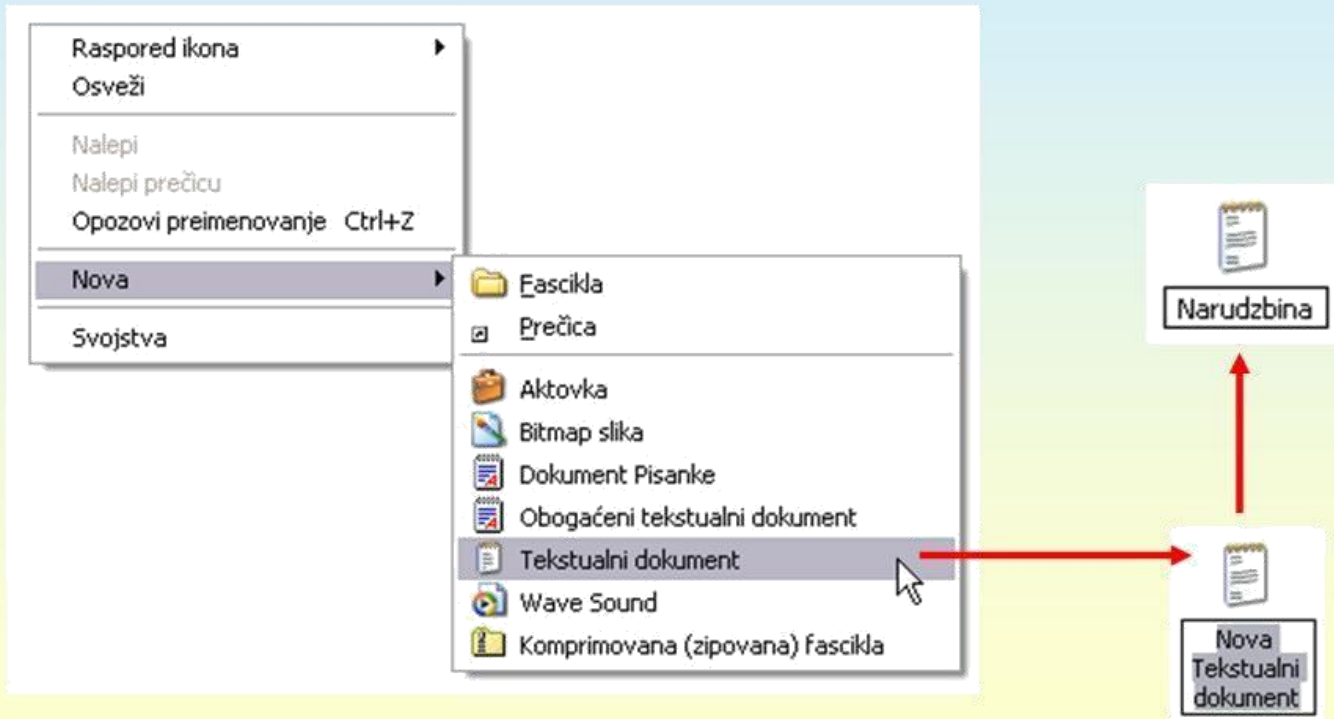 Raspored ikona
Osveži
Nalepi
Nalepi prečicu
Opozovi preimenovanje Ctrl+Z
Nova
Svojstva
Fascikla
Prečica
Aktovka
Bitmap slika
Dokument Pisanke
Obogaćeni tekstualni dokument
Tekstualni dokument
Wave Sound
Komprimovana (zipovana) fascikla
Narudzbina
Nova
Tekstualni
dokument